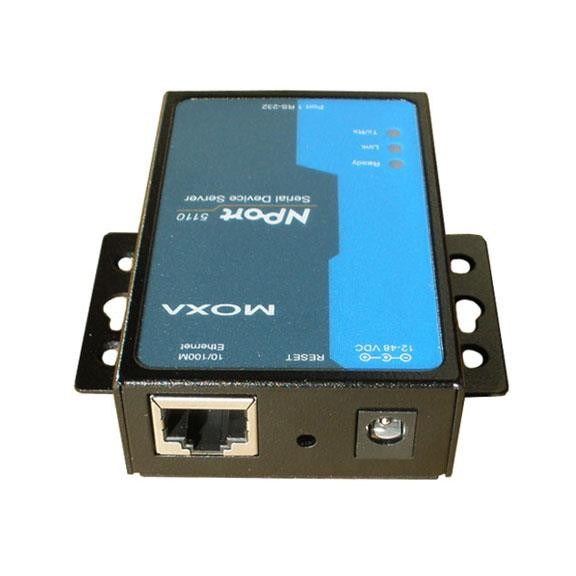 MOXA
NPort 5110
Serial Device Server
Ready
Link
Tx/Rx
Port 1 RS-232
12-48 VDC
RESET
10/100M
Ethernet